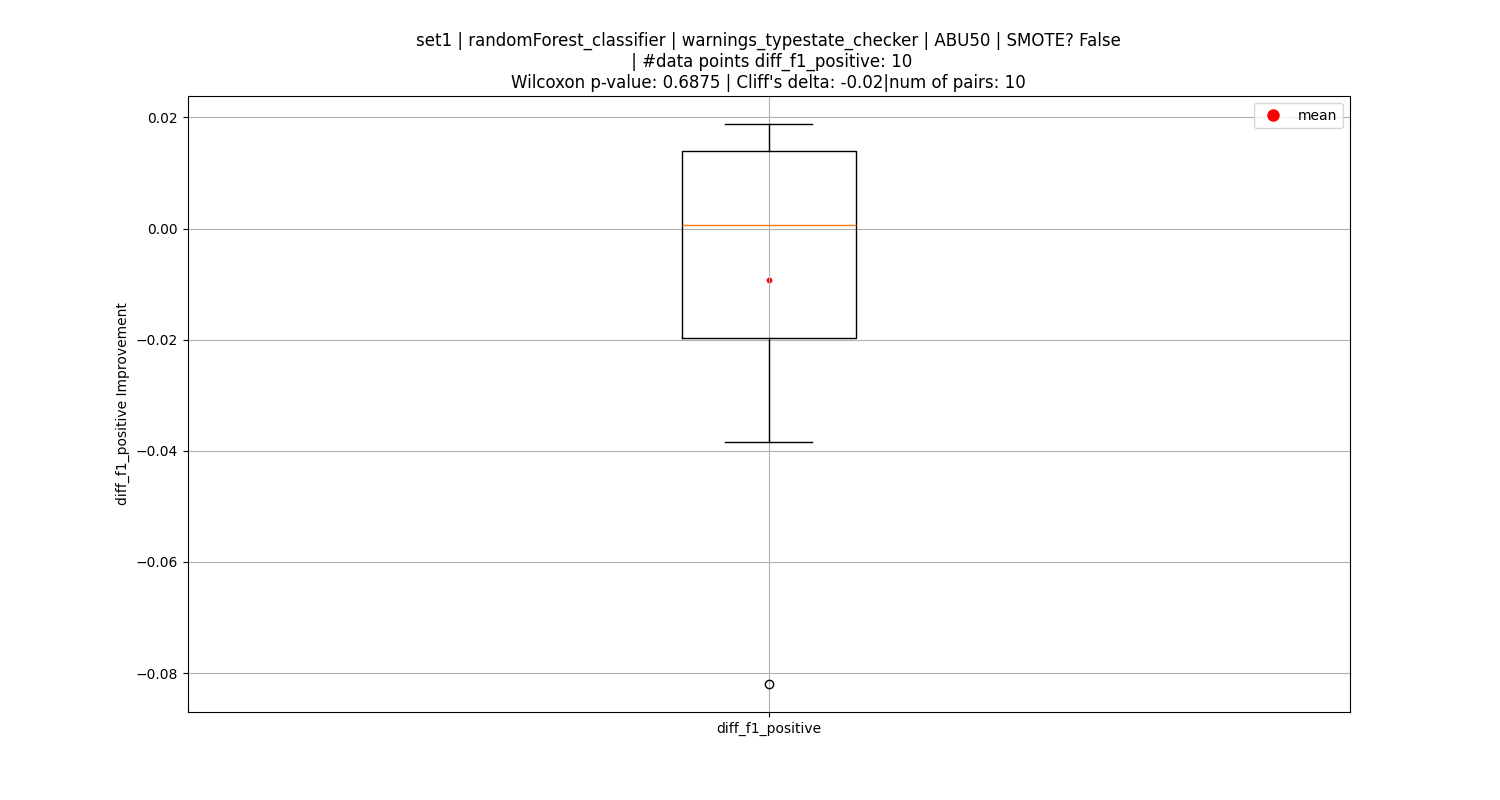 set1 | randomForest_classifier | warnings_typestate_checker | ABU50 | SMOTE? False
| #data points diff_f1_positive: 10
Wilcoxon p-value: 0.6875 | Cliff's delta: -0.02|num of pairs: 10
mean
0.02
0.00
−0.02
−0.04
−0.06
−0.08
diff_f1_positive Improvement
diff_f1_positive